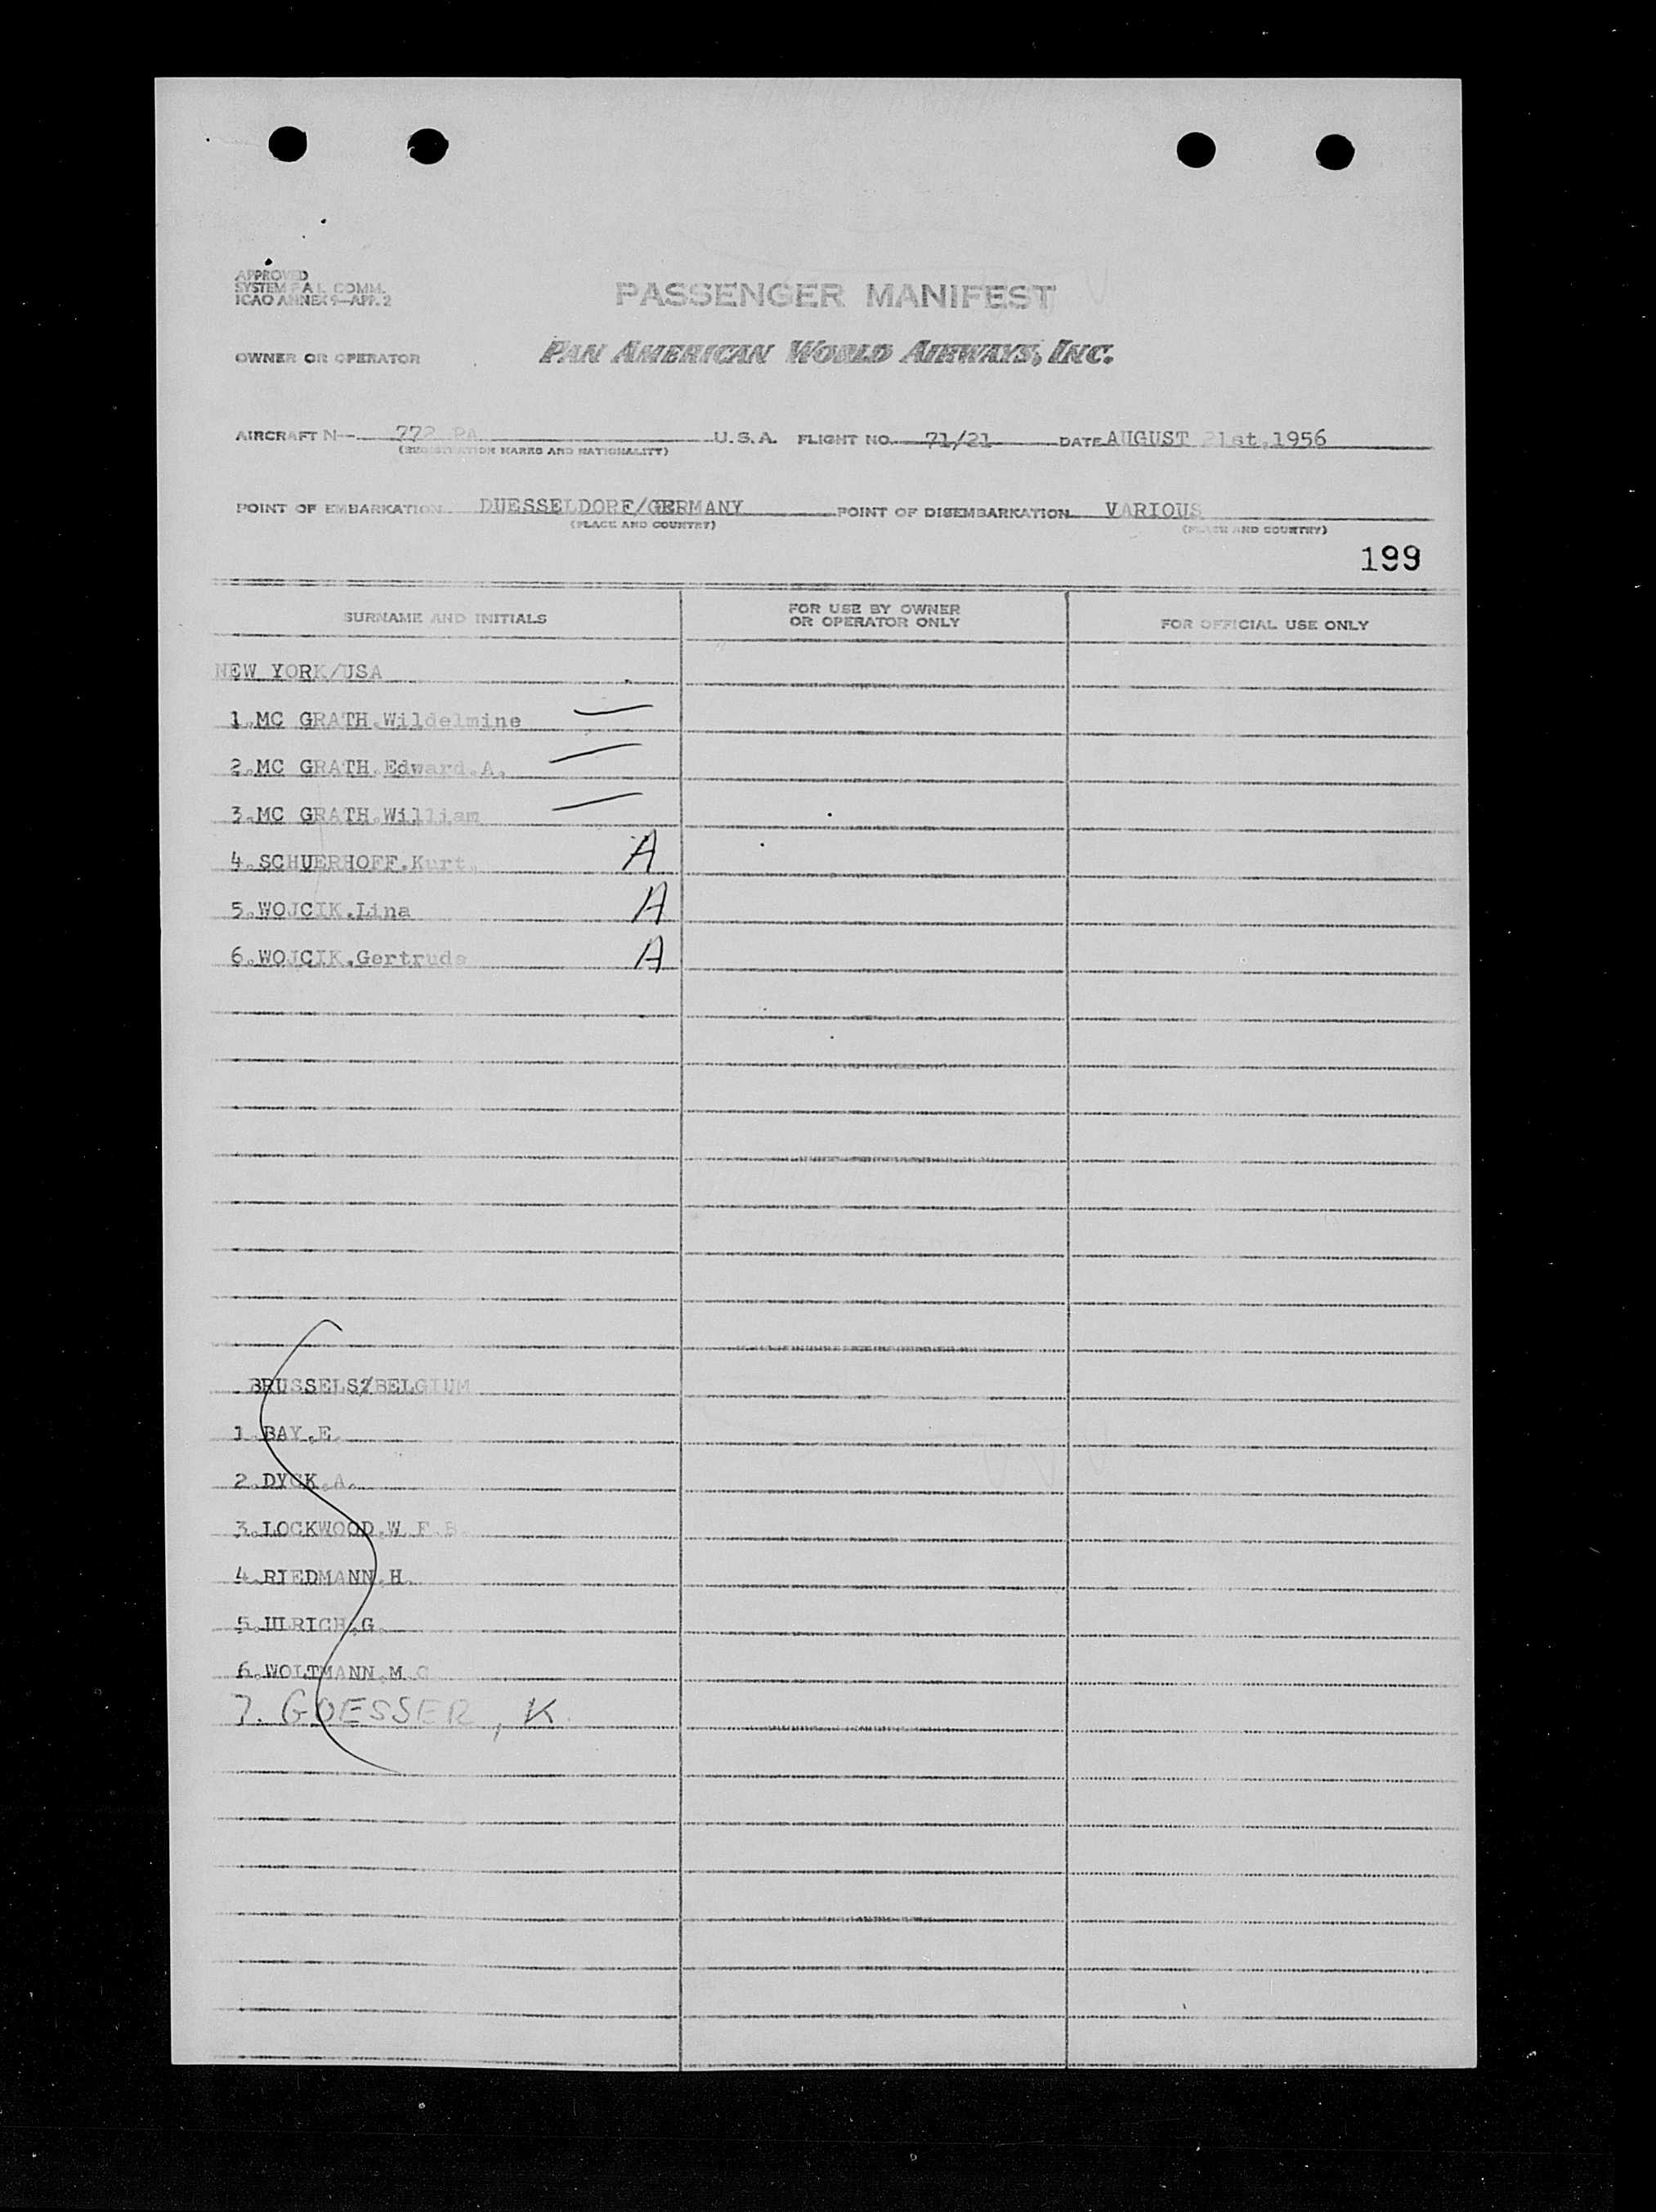 APPROVED
SYSTEM F A L COMM.
ICAO ANNEX 9—APP. 2
PASSENGER MANIFEST
OWNER OR OPERATOR PAN AMERICAN WORLD AIRWAYS, INC.
AIRCRAFT N— 772 PA U.S.A. FLIGHT NO. 71/21 DATE AUGUST 21st,1956
(REGISTRATION MARKS AND NATIONALITY)
POINT OF EMBARKATION DUESSELDORF/GERMANY POINT OF DISEMBARKATION VARIOUS
(PLACE AND COUNTRY) (PLACE AND COUNTRY)
199
SURNAME AND INITIALS FOR USE BY OWNER OR OPERATOR ONLY FOR OFFICIAL USE ONLY
NEW YORK/USA
1.MC GRATH.Wildelmine
2.MC GRATH.Edward.A.
3.MC GRATH.William
4.SCHUERHOFF.Kurt. A
5.WOJCIK.Lina A
6.WOJCIK.Gertrude A
BRUSSELS/BELGIUM
1.BAY.E.
2.DYCK.A.
3.LOCKWOOD.W.F.B.
4.RIEDMANN.H.
5.ULRICH.G.
6.WOLTMANN.M.C
7. GOESSER, K.